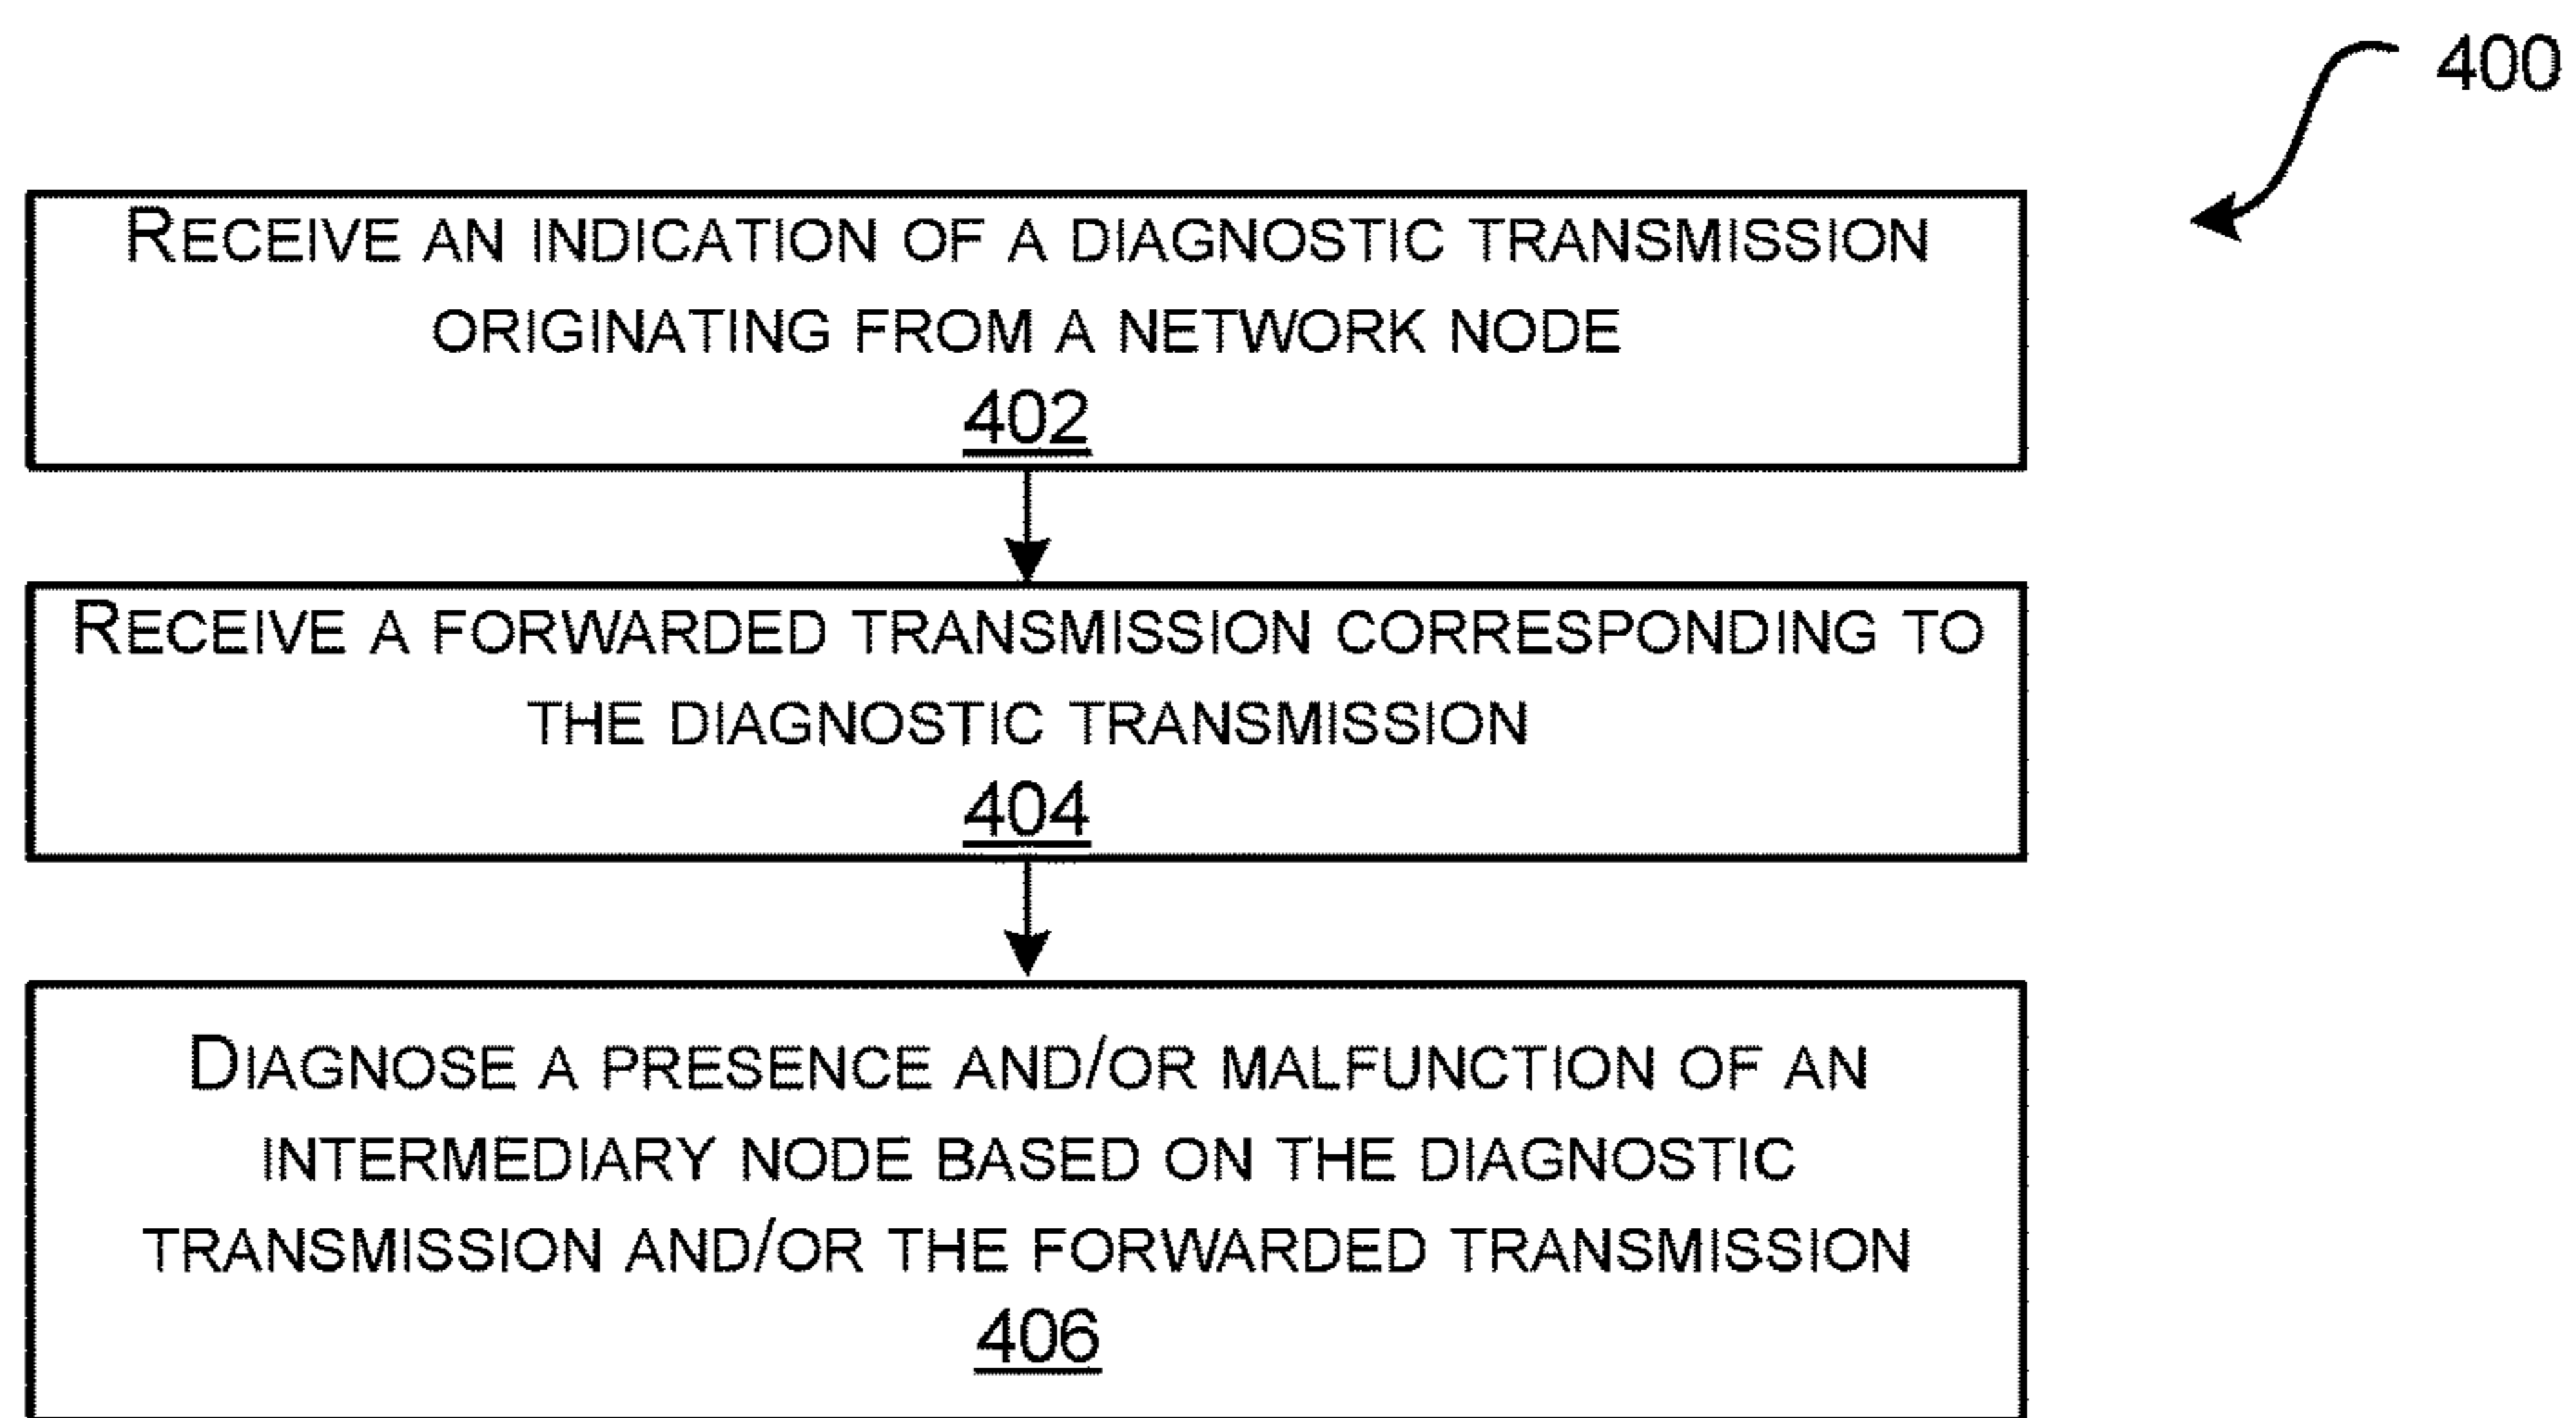 400
RECEIVE AN INDICATION OF A DIAGNOSTIC TRANSMISSION
ORIGINATING FROM A NETWORK NODE
402
RECEIVE A FORWARDED TRANSMISSION CORRESPONDING TO
THE DIAGNOSTIC TRANSMISSION
404
DIAGNOSE A PRESENCE AND/OR MALFUNCTION OF AN
INTERMEDIARY NODE BASED ON THE DIAGNOSTIC
TRANSMISSION AND/OR THE FORWARDED TRANSMISSION
406